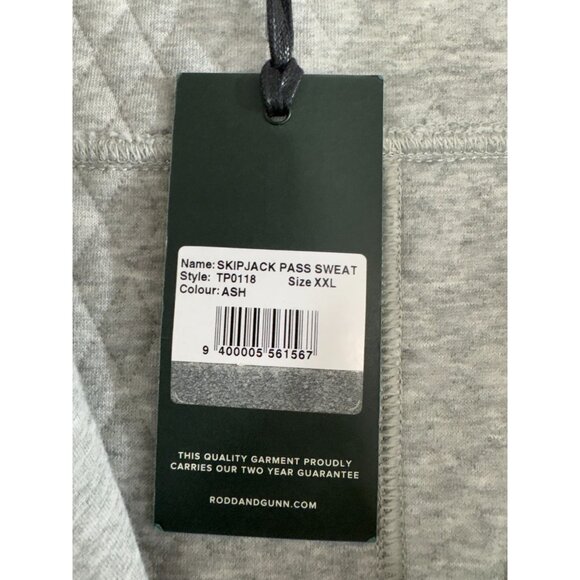 Name: SKIPJACK PASS SWEAT
Style: TP0118 Size XXL
Colour: ASH
9 400005 561567
THIS QUALITY GARMENT PROUDLY
CARRIES OUR TWO YEAR GUARANTEE
RODDANDGUNN.COM